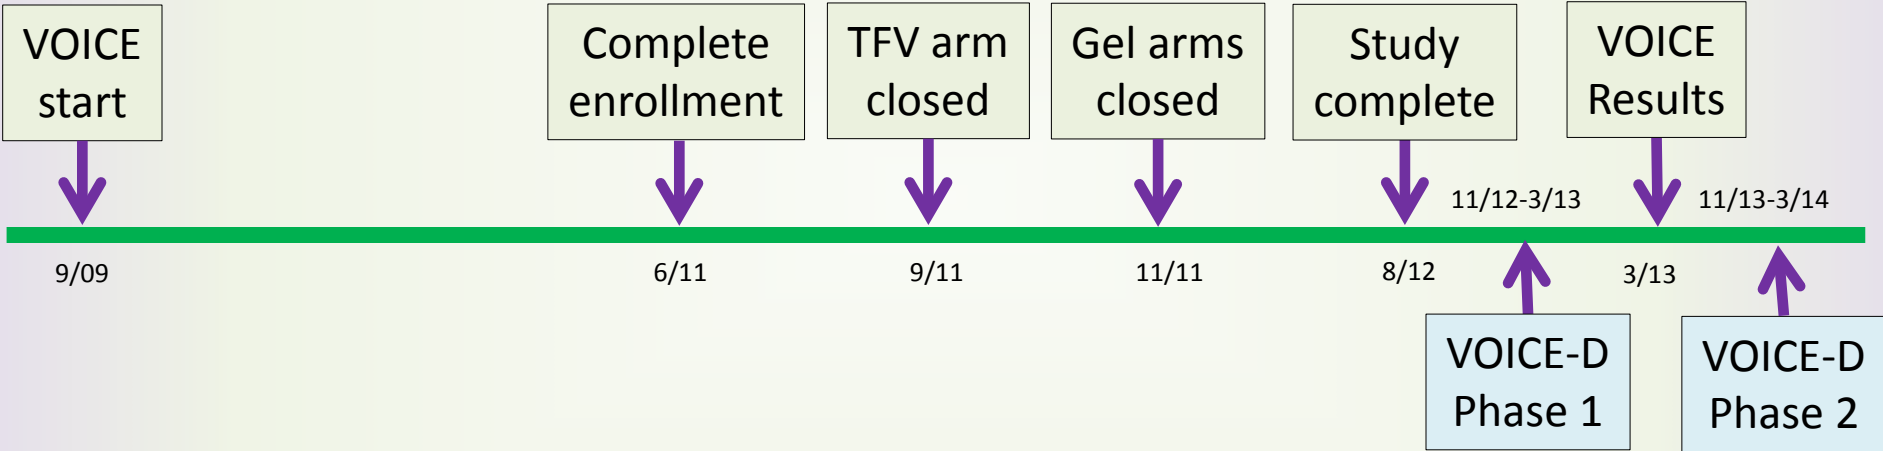 VOICE
start
Complete
enrollment
TFV arm
closed
Gel arms
closed
Study
complete
VOICE
Results
11/12-3/13
11/13-3/14
9/09
6/11
9/11
11/11
8/12
3/13
VOICE-D
Phase 1
VOICE-D
Phase 2